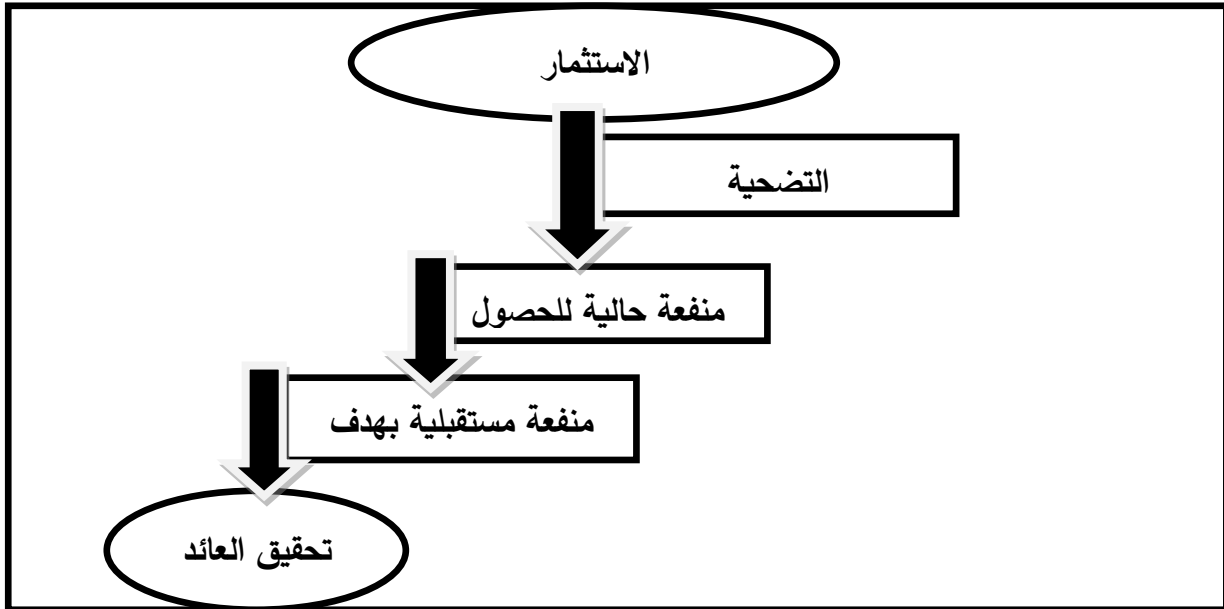 الاستثمار
التضحية
منفعة حالية للحصول
منفعة مستقبلية بهدف
تحقيق العائد